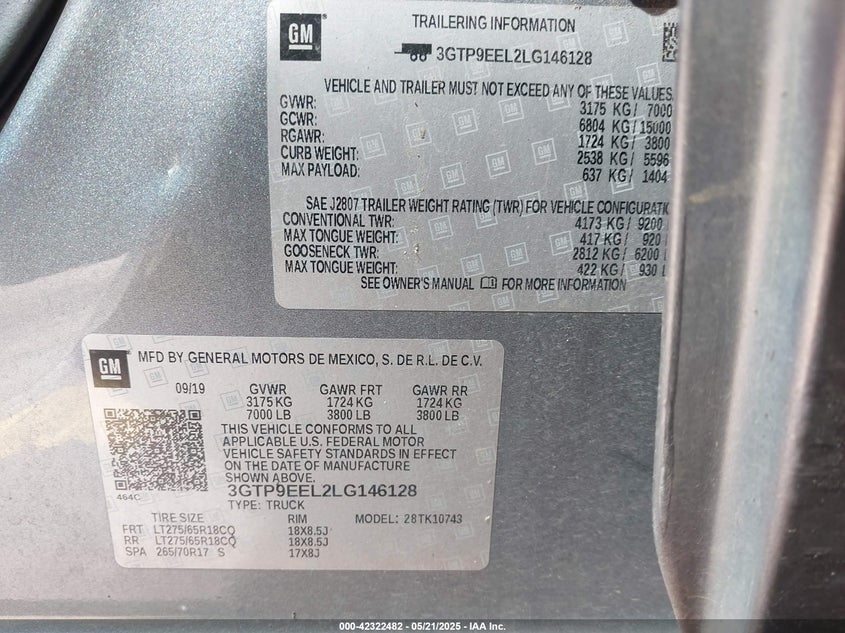 GM
TRAILERING INFORMATION
3GTP9EEL2LG146128
VEHICLE AND TRAILER MUST NOT EXCEED ANY OF THESE VALUES.
GVWR: 3175 KG / 7000
GCWR: 6804 KG / 15000
RGAWR: 1724 KG / 3800
CURB WEIGHT: 2538 KG / 5596
MAX PAYLOAD: 637 KG / 1404
SAE J2807 TRAILER WEIGHT RATING (TWR) FOR VEHICLE CONFIGURATIO
CONVENTIONAL TWR: 4173 KG / 9200
MAX TONGUE WEIGHT: 417 KG / 920
GOOSENECK TWR: 2812 KG / 6200 L
MAX TONGUE WEIGHT: 422 KG / 930 L
SEE OWNER'S MANUAL FOR MORE INFORMATION
GM
MFD BY GENERAL MOTORS DE MEXICO, S. DE R.L. DE C.V.
09/19 GVWR GAWR FRT GAWR RR
3175 KG 1724 KG 1724 KG
7000 LB 3800 LB 3800 LB
THIS VEHICLE CONFORMS TO ALL
APPLICABLE U.S. FEDERAL MOTOR
VEHICLE SAFETY STANDARDS IN EFFECT
ON THE DATE OF MANUFACTURE
SHOWN ABOVE.
464C
3GTP9EEL2LG146128
TYPE: TRUCK
TIRE SIZE RIM MODEL: 28TK10743
FRT LT275/65R18CQ 18X8.5J
RR LT275/65R18CQ 18X8.5J
SPA 265/70R17 S 17X8J
000-42322482 - 05/21/2025 - IAA Inc.